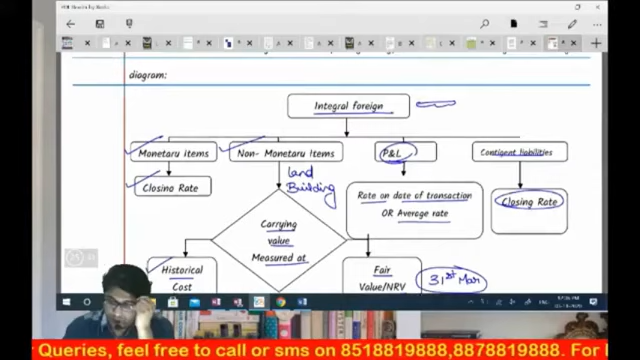 diagram:
Integral foreign
Monetary items
Non- Monetary Items
P&L
Contigent liabilities
Closing Rate
Land
Building
Rate on date of transaction
OR Average rate
Closing Rate
Carrying
value
Measured at
Historical
Cost
Fair
Value/NRV
31st Mar
Queries, feel free to call or sms on 8518819888,8878819888. For